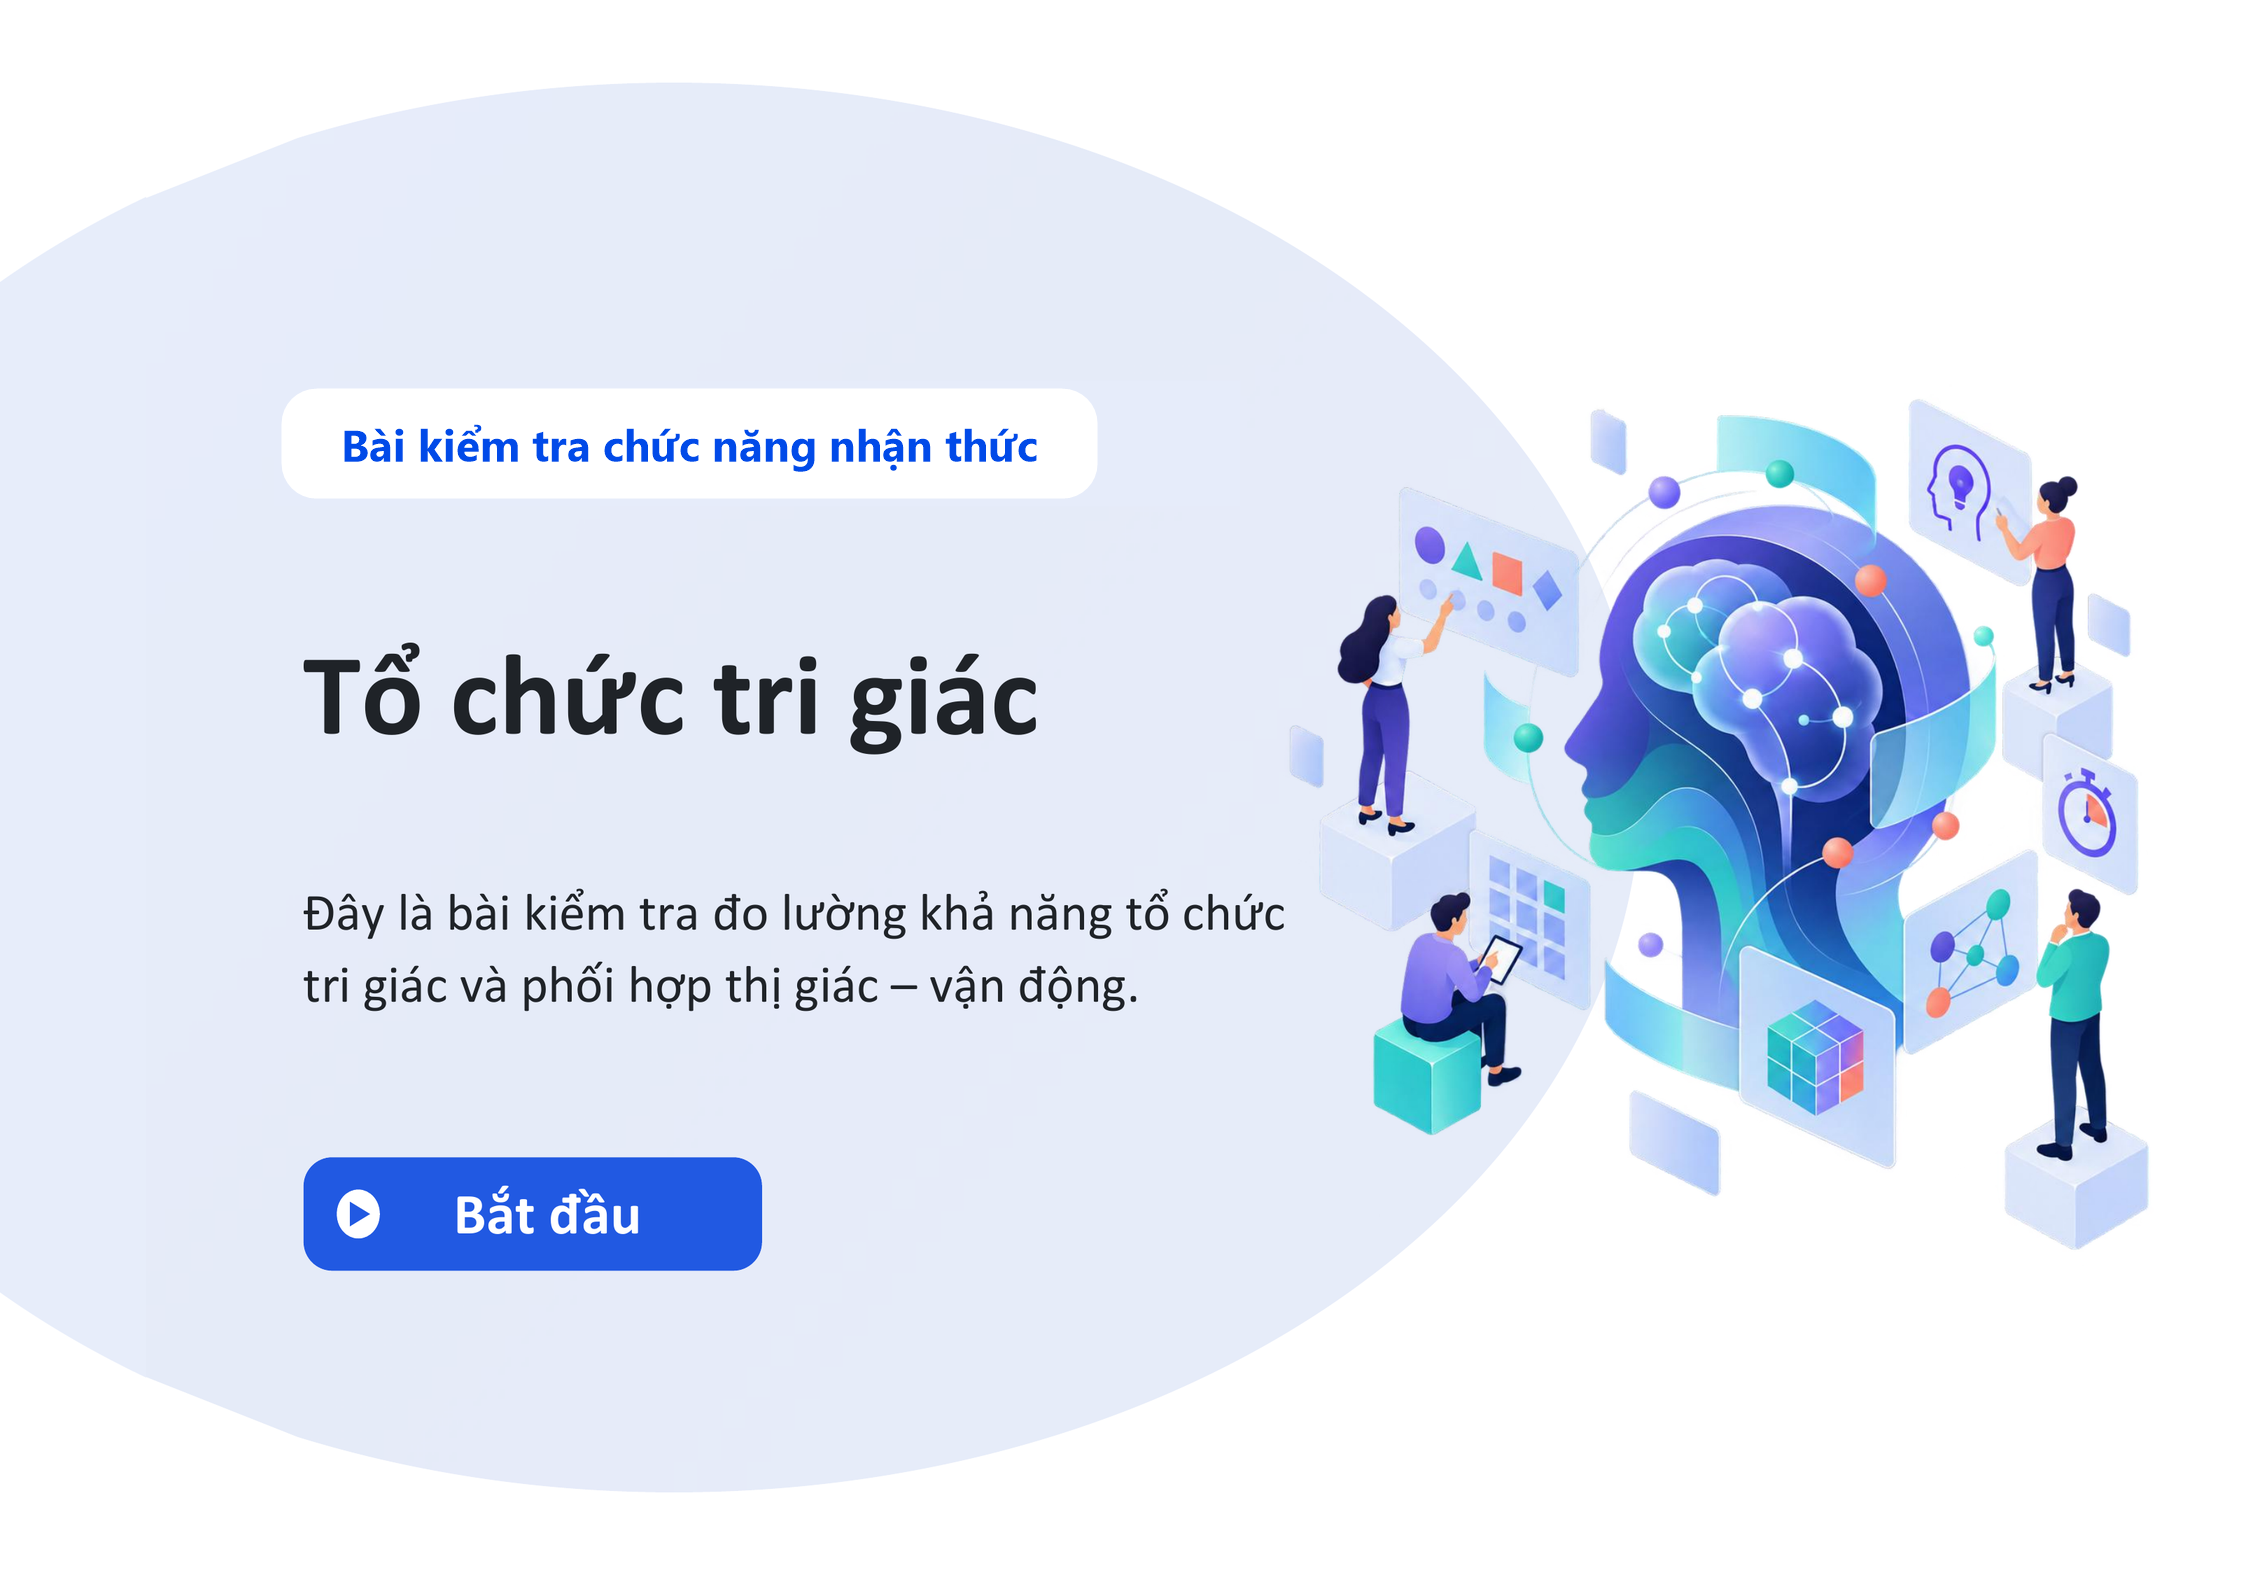 Bài kiểm tra chức năng nhận thức
Tổ chức tri giác
Đây là bài kiểm tra đo lường khả năng tổ chức
tri giác và phối hợp thị giác – vận động.
Bắt đầu